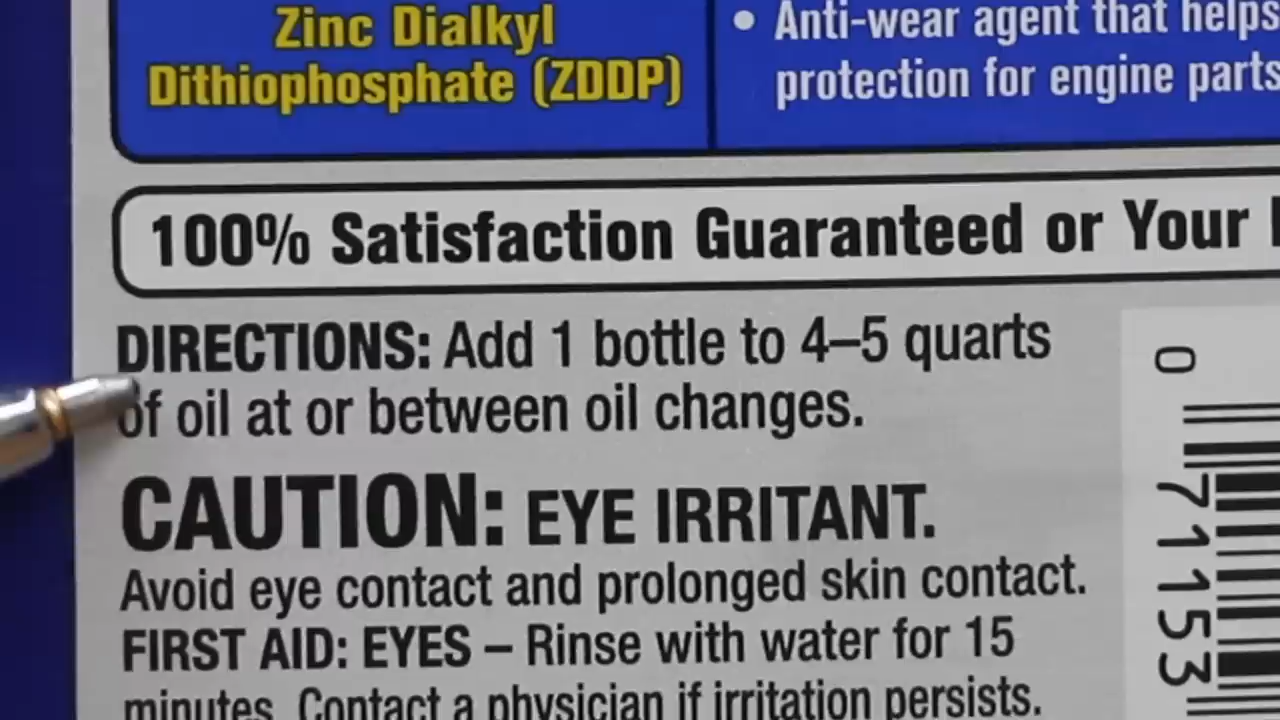 Zinc Dialkyl
Dithiophosphate (ZDDP)
• Anti-wear agent that helps
protection for engine parts
100% Satisfaction Guaranteed or Your
DIRECTIONS: Add 1 bottle to 4–5 quarts
of oil at or between oil changes.
CAUTION: EYE IRRITANT.
Avoid eye contact and prolonged skin contact.
FIRST AID: EYES – Rinse with water for 15
minutes. Contact a physician if irritation persists.
0 71153